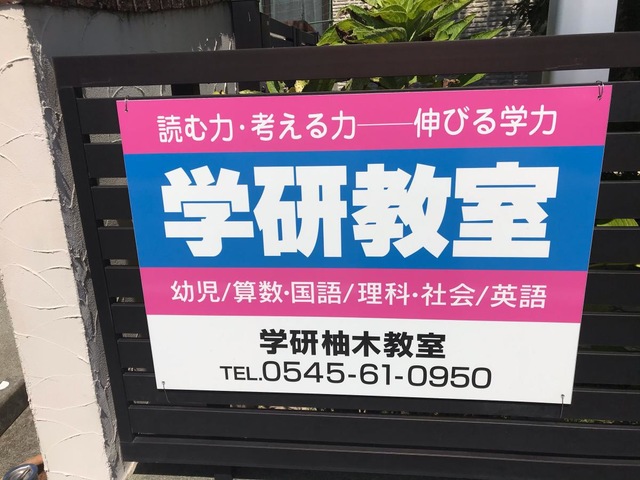 読む力・考える力──伸びる学力
学研教室
幼児/算数・国語/理科・社会/英語
学研柚木教室
TEL.0545-61-0950